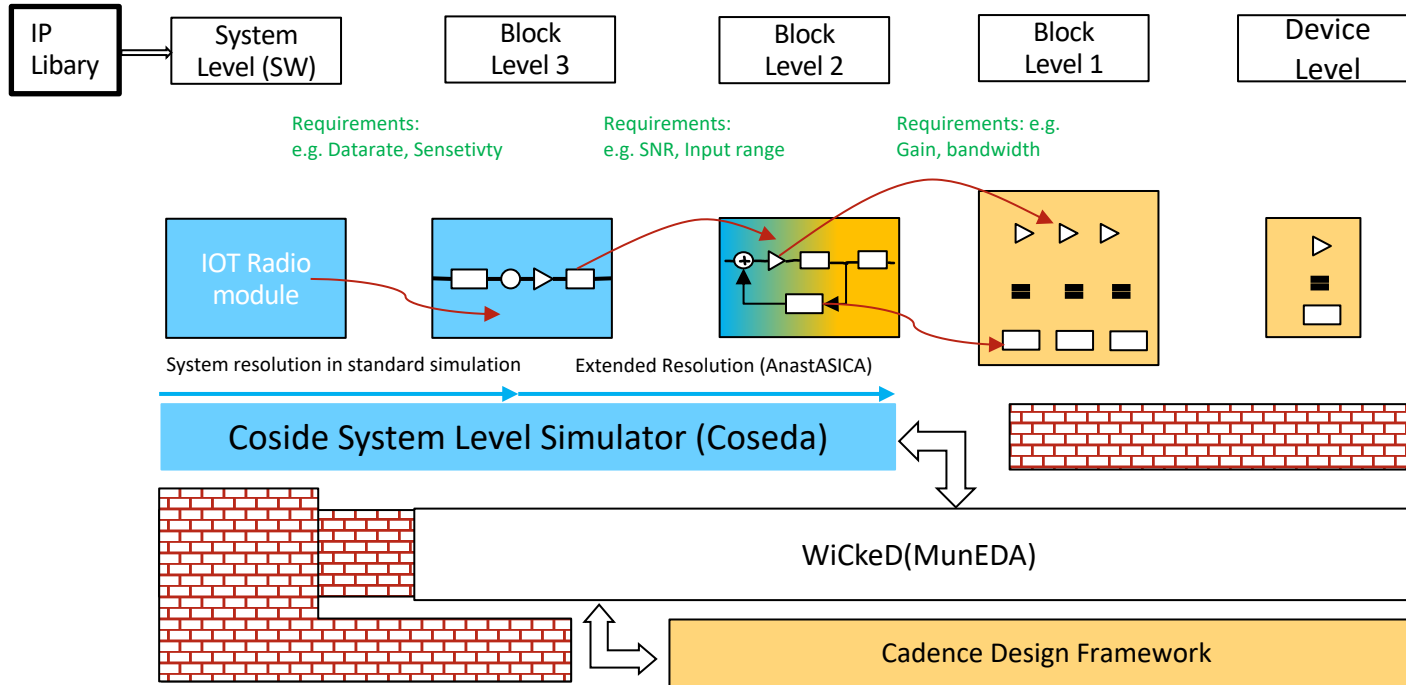 IP
Libary
System
Level (SW)
Block
Level 3
Block
Level 2
Block
Level 1
Device
Level
Requirements:
e.g. Datarate, Sensetivty
Requirements:
e.g. SNR, Input range
Requirements: e.g.
Gain, bandwidth
IOT Radio
module
System resolution in standard simulation
Extended Resolution (AnastASICA)
Coside System Level Simulator (Coseda)
WiCkeD(MunEDA)
Cadence Design Framework